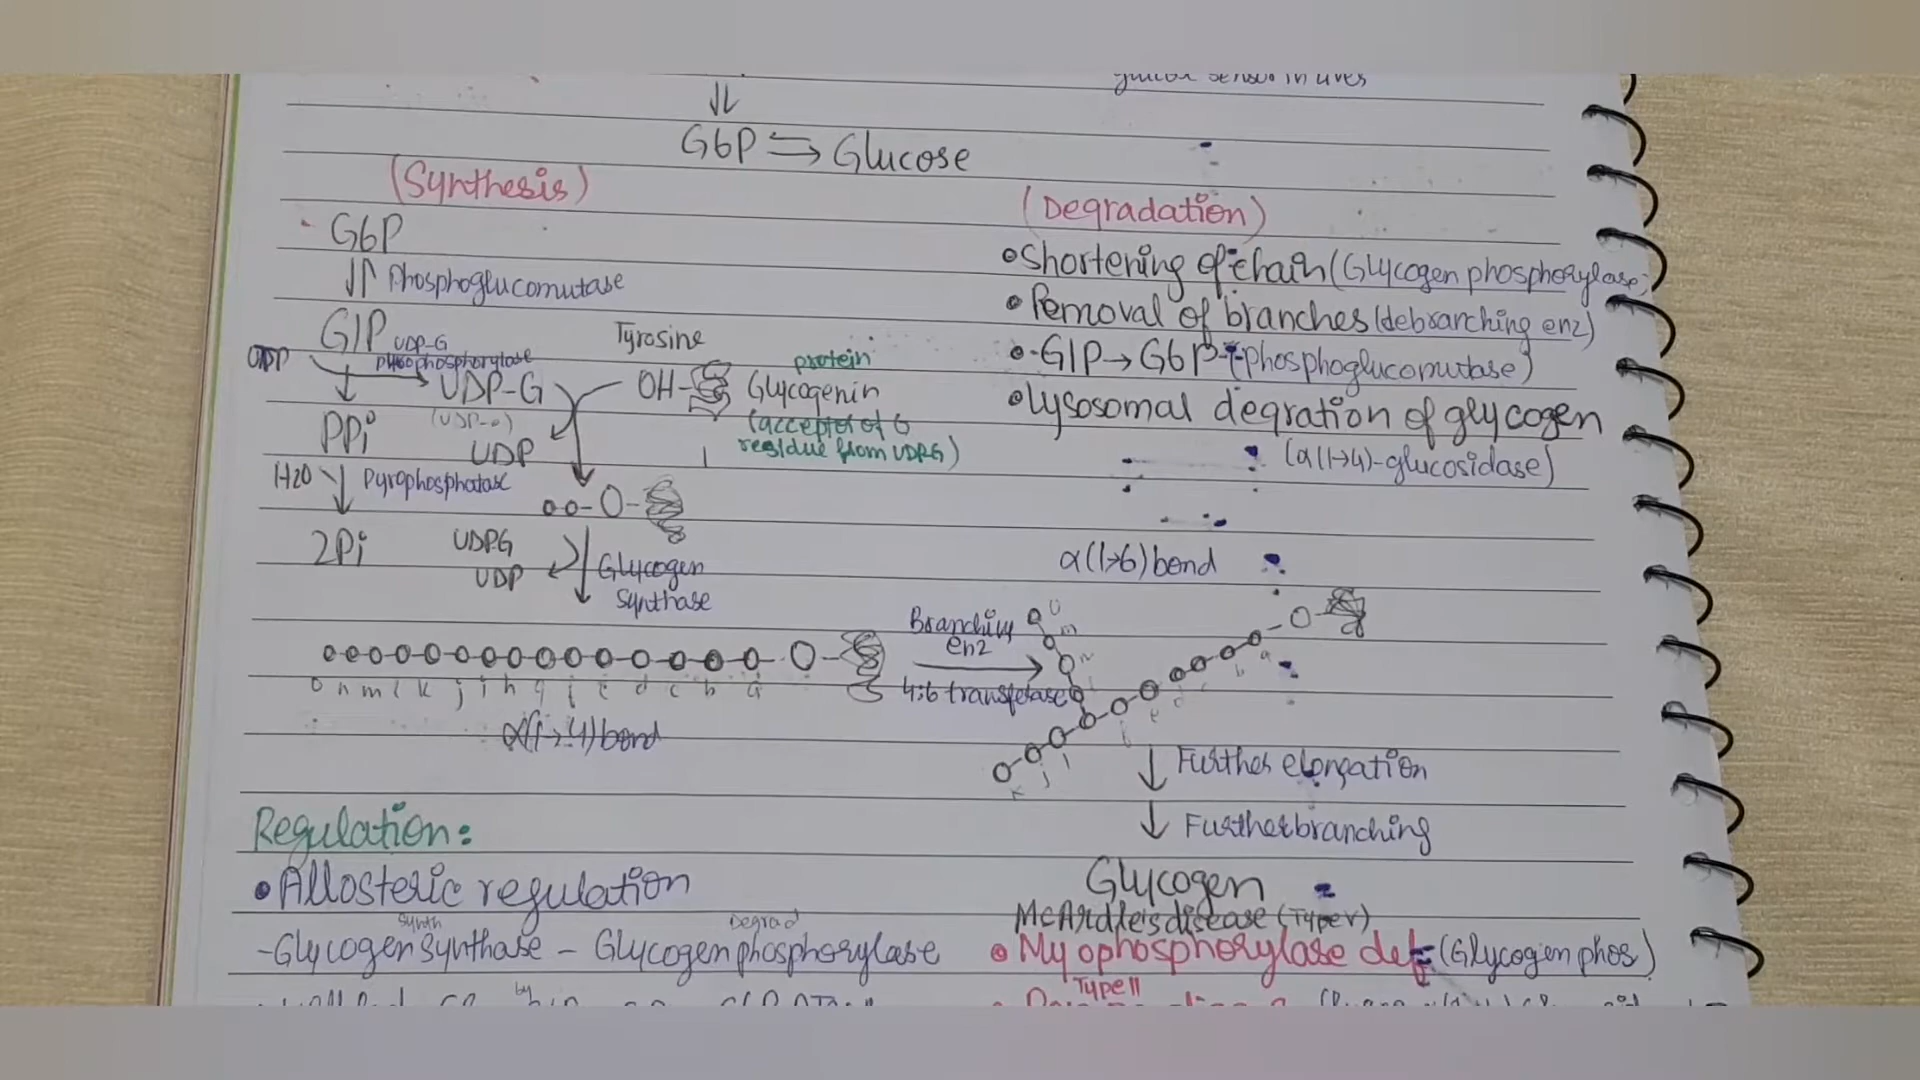 G6P ⇌ Glucose
(Synthesis)
G6P
Phosphoglucomutase
G1P
UDP-G
UDP-G
UDP
PPi
H2O
Pyrophosphatase
2Pi
Tyrosine
OH-
protein
Glycogenin
(acceptor of G
residue from UDPG)
UDPG
UDP
Glycogen
Synthase
o n m l k j i h g f e d c b a
α(1→4)bond
Branching
enz
4:6 transferase
(Degradation)
•Shortening of chain(Glycogen phosphorylase)
•Removal of branches(debranching enz)
•G1P→G6P (phosphoglucomutase)
•Lysosomal degration of glycogen
(α(1→4)-glucosidase)
α(1→6)bond
↓ Further elongation
↓ Further branching
Glycogen
Regulation:
•Allosteric regulation
Synth
Degrad
-Glycogen synthase - Glycogen phosphorylase
McArdle's disease (Type V)
•Myophosphorylase def (Glycogen phos)
Type II